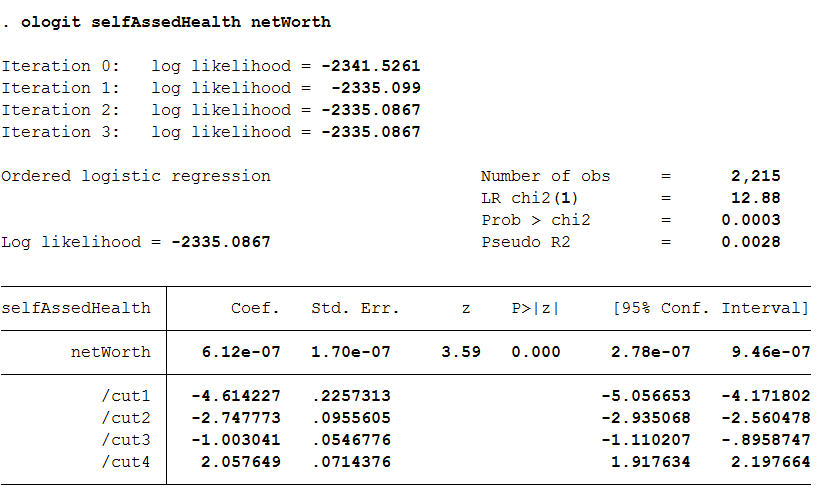 . ologit selfAssedHealth netWorth
Iteration 0:   log likelihood = -2341.5261
Iteration 1:   log likelihood =  -2335.099
Iteration 2:   log likelihood = -2335.0867
Iteration 3:   log likelihood = -2335.0867
Ordered logistic regression                     Number of obs     =      2,215
LR chi2(1)        =      12.88
Prob > chi2       =     0.0003
Log likelihood = -2335.0867                     Pseudo R2         =     0.0028
selfAssedHealth        Coef.   Std. Err.      z    P>|z|     [95% Conf. Interval]
netWorth     6.12e-07   1.70e-07     3.59   0.000     2.78e-07    9.46e-07
/cut1    -4.614227   .2257313                     -5.056653   -4.171802
/cut2    -2.747773   .0955605                     -2.935068   -2.560478
/cut3    -1.003041   .0546776                     -1.110207   -.8958747
/cut4     2.057649   .0714376                      1.917634    2.197664